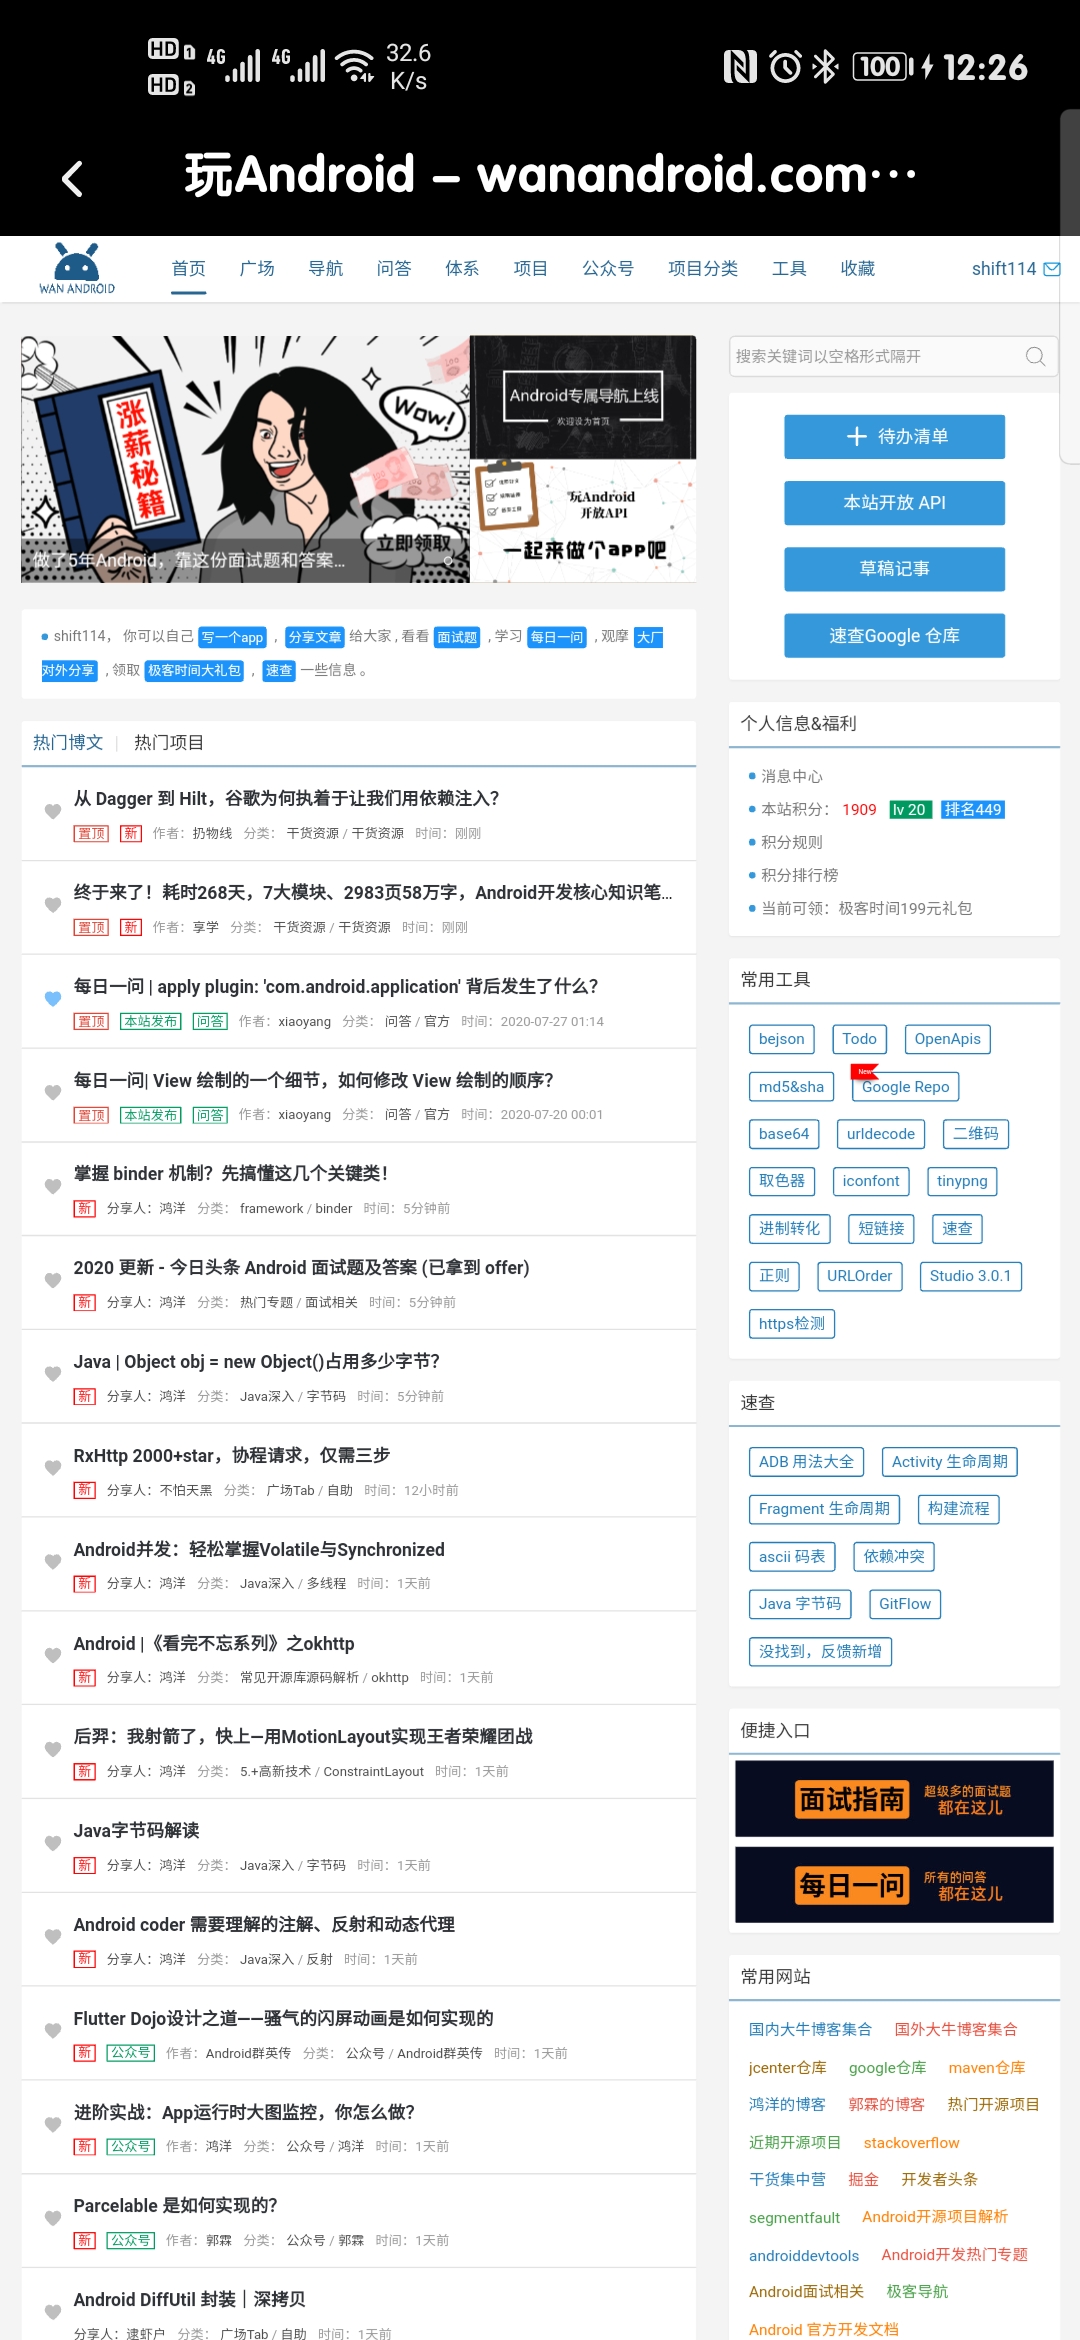 HD 1 4G 4G 32.6
HD 2 K/s
100 12:26
玩Android – wanandroid.com…
WAN ANDROID
首页 广场 导航 问答 体系 项目 公众号 项目分类 工具 收藏 shift114
涨薪秘籍
Wow!
立即领取
做了5年Android，靠这份面试题和答案...
Android专属导航上线
欢迎设为首页
玩Android
开放API
一起来做个app吧
搜索关键词以空格形式隔开
待办清单
本站开放 API
草稿记事
速查Google 仓库
shift114， 你可以自己 写一个app ， 分享文章 给大家 , 看看 面试题 , 学习 每日一问 , 观摩 大厂
对外分享 , 领取 极客时间大礼包 ， 速查 一些信息 。
热门博文 热门项目
从 Dagger 到 Hilt，谷歌为何执着于让我们用依赖注入？
置顶 新 作者：扔物线 分类： 干货资源 / 干货资源 时间：刚刚
终于来了！耗时268天，7大模块、2983页58万字，Android开发核心知识笔...
置顶 新 作者：享学 分类： 干货资源 / 干货资源 时间：刚刚
每日一问 | apply plugin: 'com.android.application' 背后发生了什么？
置顶 本站发布 问答 作者：xiaoyang 分类： 问答 / 官方 时间：2020-07-27 01:14
每日一问| View 绘制的一个细节，如何修改 View 绘制的顺序？
置顶 本站发布 问答 作者：xiaoyang 分类： 问答 / 官方 时间：2020-07-20 00:01
掌握 binder 机制？先搞懂这几个关键类！
新 分享人：鸿洋 分类： framework / binder 时间：5分钟前
2020 更新 - 今日头条 Android 面试题及答案 (已拿到 offer)
新 分享人：鸿洋 分类： 热门专题 / 面试相关 时间：5分钟前
Java | Object obj = new Object()占用多少字节？
新 分享人：鸿洋 分类： Java深入 / 字节码 时间：5分钟前
RxHttp 2000+star，协程请求，仅需三步
新 分享人：不怕天黑 分类： 广场Tab / 自助 时间：12小时前
Android并发：轻松掌握Volatile与Synchronized
新 分享人：鸿洋 分类： Java深入 / 多线程 时间：1天前
Android |《看完不忘系列》之okhttp
新 分享人：鸿洋 分类： 常见开源库源码解析 / okhttp 时间：1天前
后羿：我射箭了，快上—用MotionLayout实现王者荣耀团战
新 分享人：鸿洋 分类： 5.+高新技术 / ConstraintLayout 时间：1天前
Java字节码解读
新 分享人：鸿洋 分类： Java深入 / 字节码 时间：1天前
Android coder 需要理解的注解、反射和动态代理
新 分享人：鸿洋 分类： Java深入 / 反射 时间：1天前
Flutter Dojo设计之道——骚气的闪屏动画是如何实现的
新 公众号 作者：Android群英传 分类： 公众号 / Android群英传 时间：1天前
进阶实战：App运行时大图监控，你怎么做？
新 公众号 作者：鸿洋 分类： 公众号 / 鸿洋 时间：1天前
Parcelable 是如何实现的？
新 公众号 作者：郭霖 分类： 公众号 / 郭霖 时间：1天前
Android DiffUtil 封装｜深拷贝
分享人：逮虾户 分类： 广场Tab / 自助 时间：1天前
个人信息&福利
消息中心
本站积分： 1909 lv 20 排名449
积分规则
积分排行榜
当前可领：极客时间199元礼包
常用工具
bejson Todo OpenApis
New
md5&sha Google Repo
base64 urldecode 二维码
取色器 iconfont tinypng
进制转化 短链接 速查
正则 URLOrder Studio 3.0.1
https检测
速查
ADB 用法大全 Activity 生命周期
Fragment 生命周期 构建流程
ascii 码表 依赖冲突
Java 字节码 GitFlow
没找到，反馈新增
便捷入口
面试指南 超级多的面试题
都在这儿
每日一问 所有的问答
都在这儿
常用网站
国内大牛博客集合 国外大牛博客集合
jcenter仓库 google仓库 maven仓库
鸿洋的博客 郭霖的博客 热门开源项目
近期开源项目 stackoverflow
干货集中营 掘金 开发者头条
segmentfault Android开源项目解析
androiddevtools Android开发热门专题
Android面试相关 极客导航
Android 官方开发文档